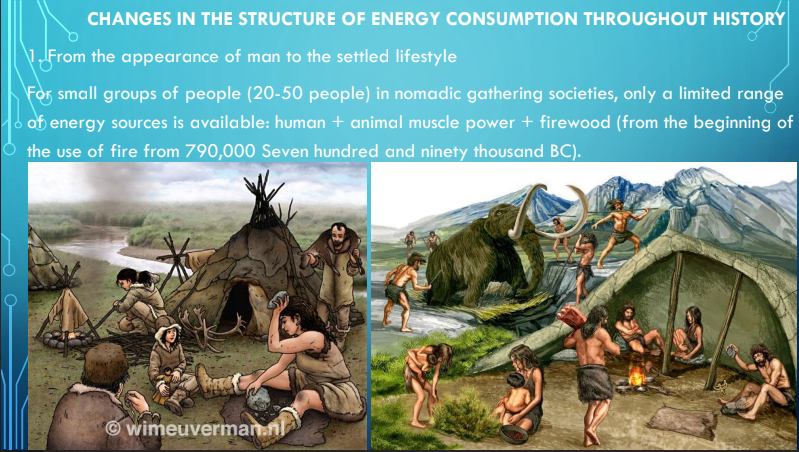 CHANGES IN THE STRUCTURE OF ENERGY CONSUMPTION THROUGHOUT HISTORY
1. From the appearance of man to the settled lifestyle
For small groups of people (20-50 people) in nomadic gathering societies, only a limited range
of energy sources is available: human + animal muscle power + firewood (from the beginning of
the use of fire from 790,000 Seven hundred and ninety thousand BC).
© wimeuverman.nl